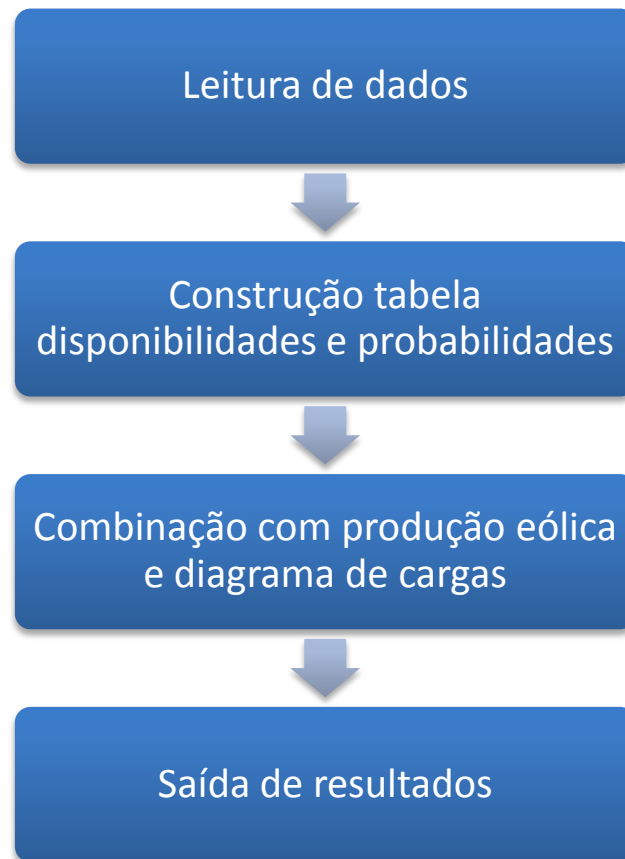 Leitura de dados
Construção tabela
disponibilidades e probabilidades
Combinação com produção eólica
e diagrama de cargas
Saída de resultados